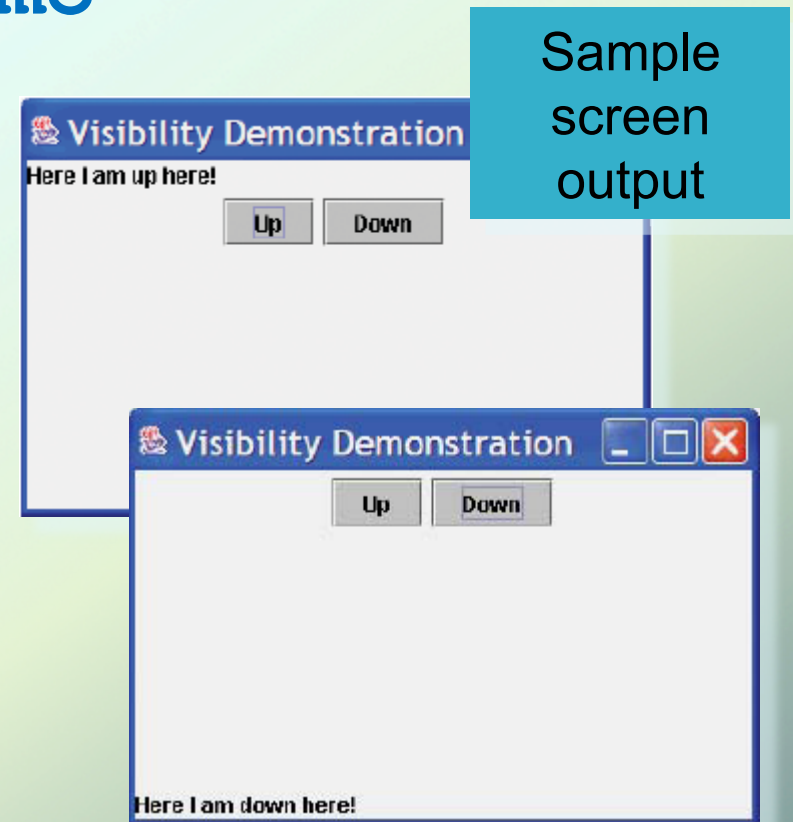 Sample
screen
output
Visibility Demonstration
Here I am up here!
Up Down
Visibility Demonstration
Up Down
Here I am down here!